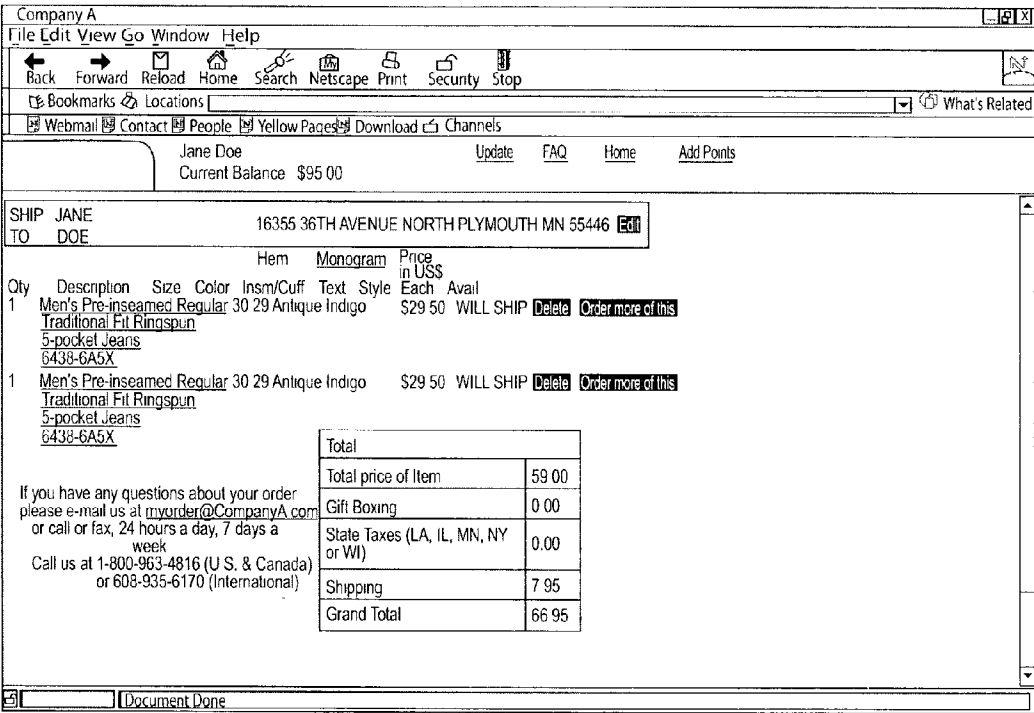 Company A
File Edit View Go Window Help
Back Forward Reload Home Search Netscape Print Security Stop
Bookmarks Locations What's Related
Webmail Contact People Yellow Pages Download Channels
Jane Doe Update FAQ Home Add Points
Current Balance $95 00
SHIP JANE
TO DOE
16355 36TH AVENUE NORTH PLYMOUTH MN 55446 Edit
Hem Monogram Price
in US$
Qty Description Size Color Insm/Cuff Text Style Each Avail
1 Men's Pre-inseamed Regular 30 29 Antique Indigo $29 50 WILL SHIP Delete Order more of this
Traditional Fit Ringspun
5-pocket Jeans
6438-6A5X
1 Men's Pre-inseamed Regular 30 29 Antique Indigo $29 50 WILL SHIP Delete Order more of this
Traditional Fit Ringspun
5-pocket Jeans
6438-6A5X
If you have any questions about your order
please e-mail us at myorder@CompanyA.com
or call or fax, 24 hours a day, 7 days a
week
Call us at 1-800-963-4816 (U S. & Canada)
or 608-935-6170 (International)
Total
Total price of Item 59 00
Gift Boxing 0 00
State Taxes (LA, IL, MN, NY
or WI) 0.00
Shipping 7 95
Grand Total 66 95
Document Done